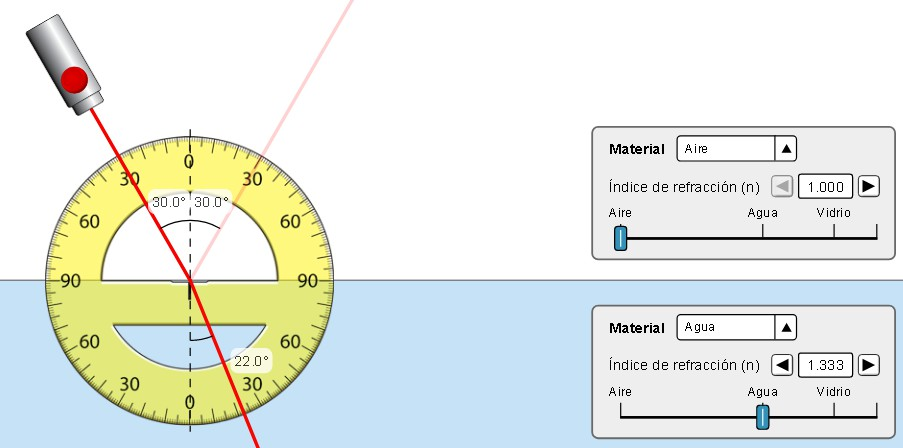 0
30
30
30.0°
30.0°
60
60
90
90
60
60
22.0°
30
30
0
Material Aire
Índice de refracción (n) 1.000
Aire Agua Vidrio
Material Agua
Índice de refracción (n) 1.333
Aire Agua Vidrio